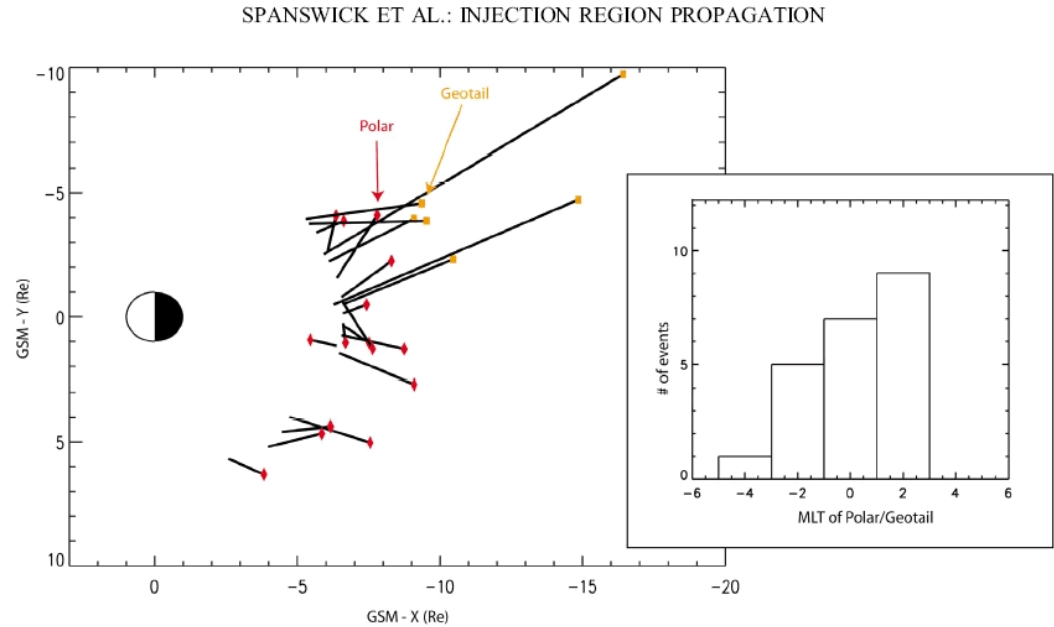 SPANSWICK ET AL.: INJECTION REGION PROPAGATION
-10
-5
0
5
10
GSM - Y (Re)
0
-5
-10
-15
-20
GSM - X (Re)
Polar
Geotail
10
5
0
# of events
-6
-4
-2
0
2
4
6
MLT of Polar/Geotail